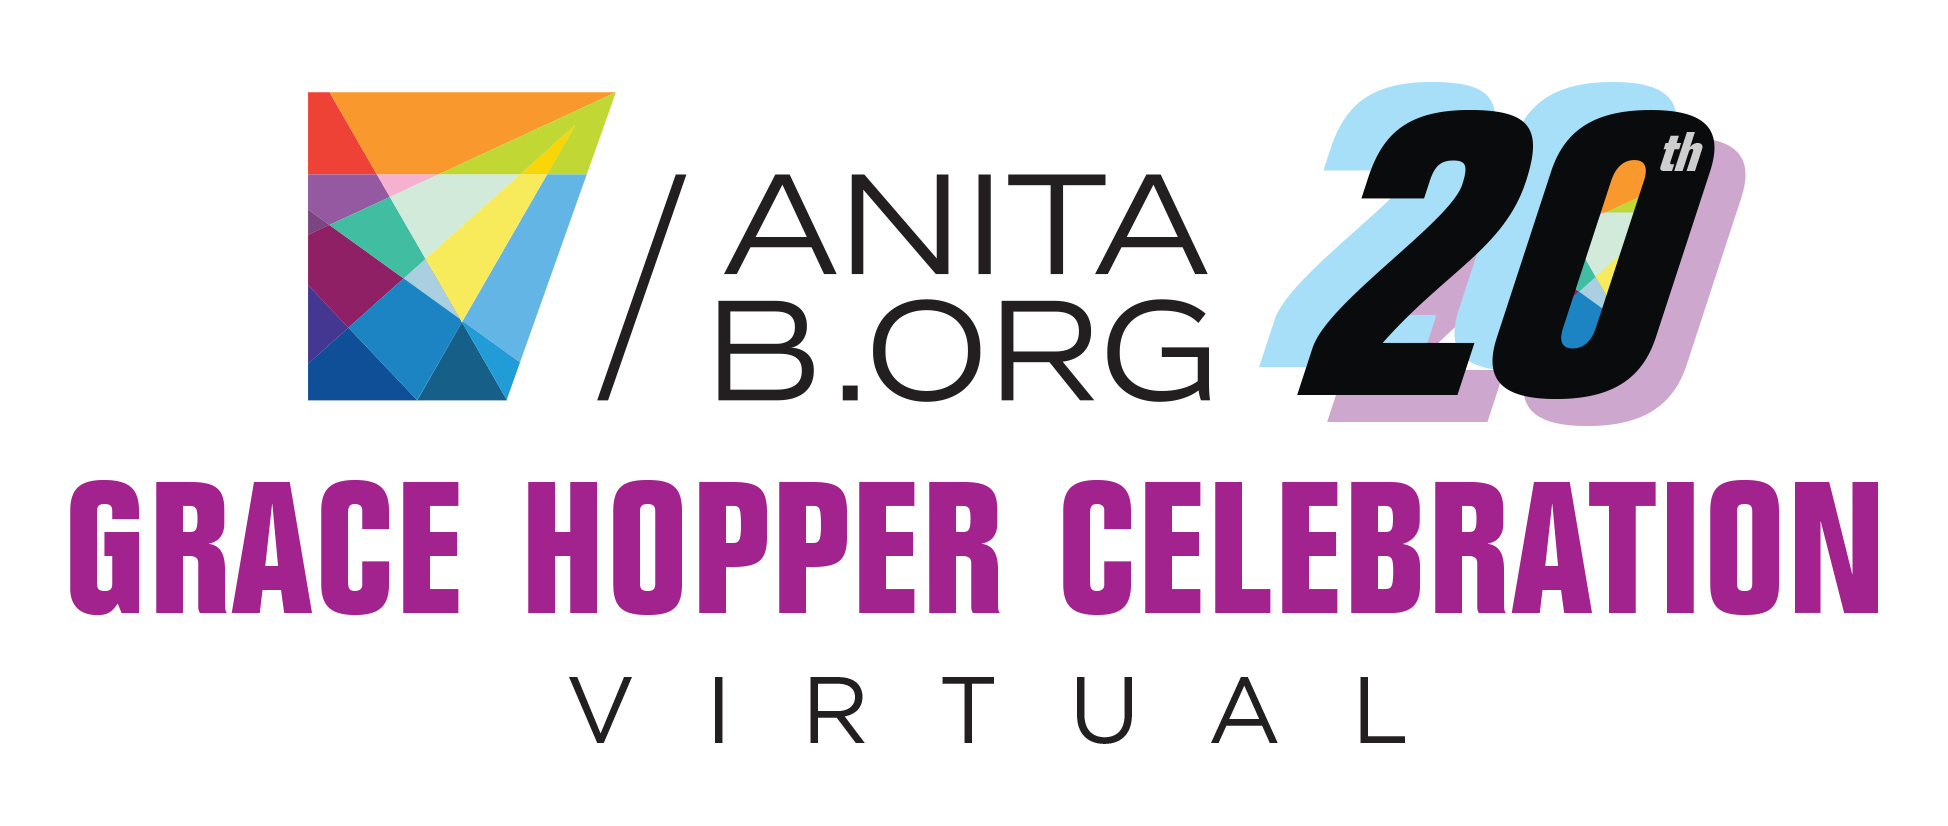 /ANITA
B.ORG
20th
GRACE HOPPER CELEBRATION
VIRTUAL